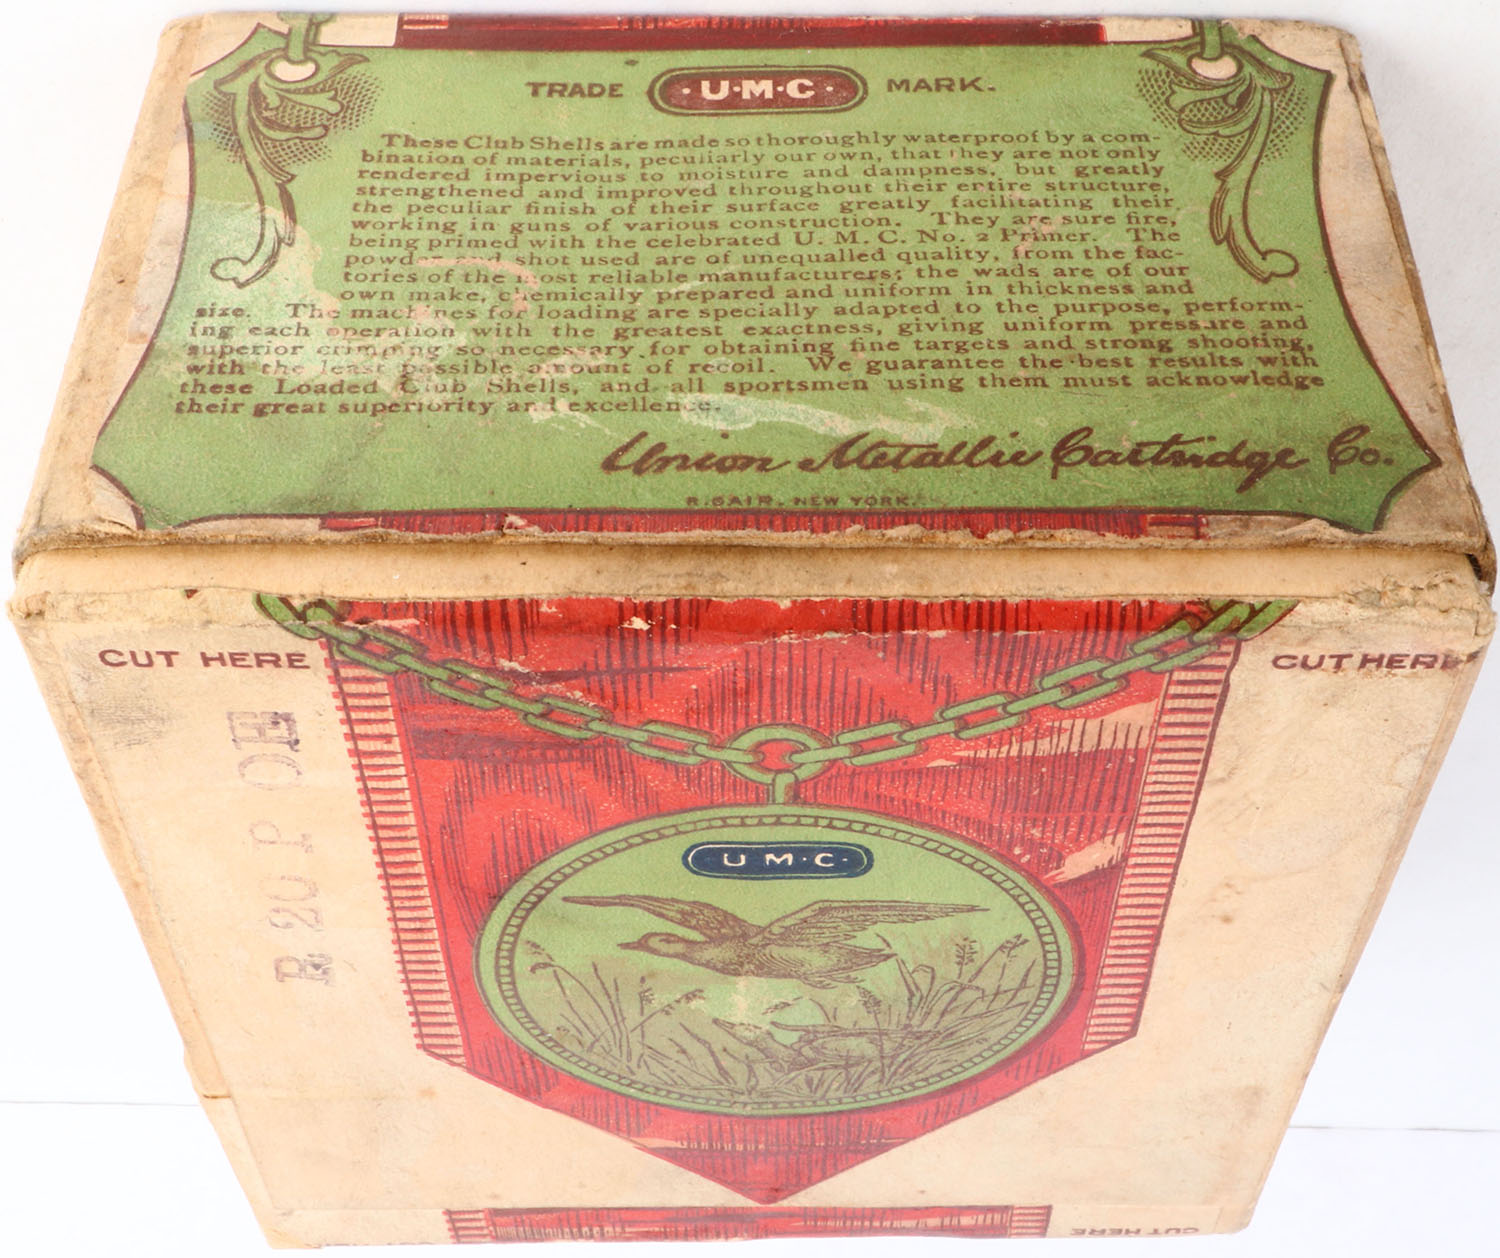 TRADE ·U·M·C· MARK.
These Club Shells are made so thoroughly waterproof by a com-
bination of materials, peculiarly our own, that they are not only
rendered impervious to moisture and dampness, but greatly
strengthened and improved throughout their entire structure,
the peculiar finish of their surface greatly facilitating their
working in guns of various construction. They are sure fire,
being primed with the celebrated U. M. C. No. 2 Primer. The
powder and shot used are of unequalled quality, from the fac-
tories of the most reliable manufacturers; the wads are of our
own make, chemically prepared and uniform in thickness and
size. The machines for loading are specially adapted to the purpose, perform-
ing each operation with the greatest exactness, giving uniform pressure and
superior crimping so necessary for obtaining fine targets and strong shooting,
with the least possible amount of recoil. We guarantee the best results with
these Loaded Club Shells, and all sportsmen using them must acknowledge
their great superiority and excellence.
Union Metallic Cartridge Co.
R. GAIR. NEW YORK.
CUT HERE
CUT HERE
·U·M·C·
CUT HERE